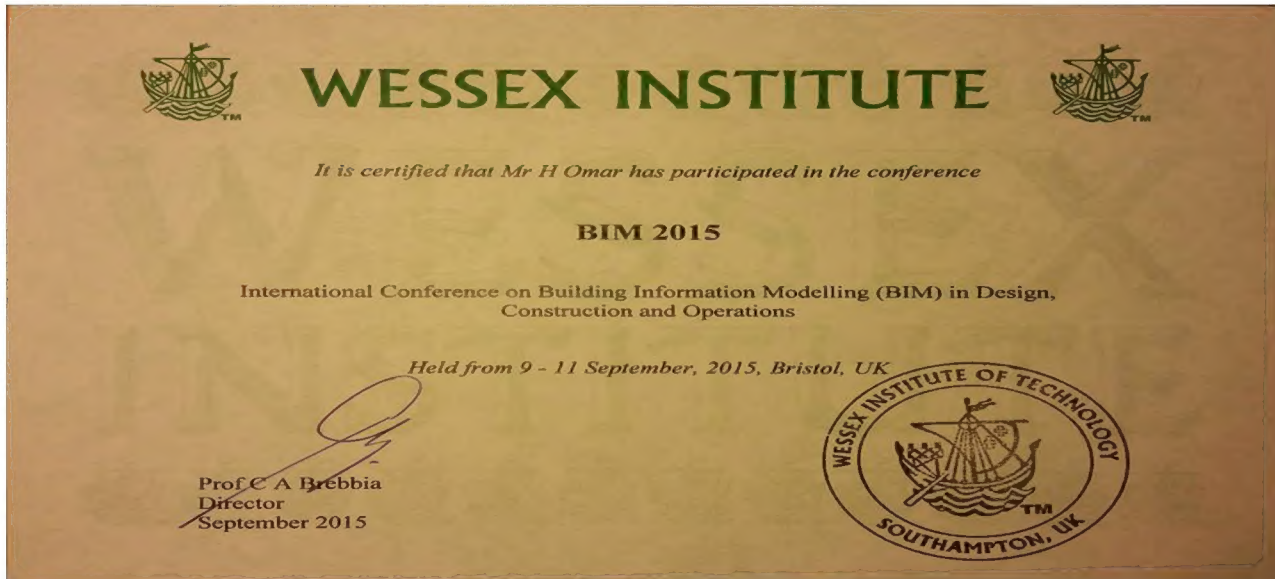 WESSEX INSTITUTE
TM
TM
It is certified that Mr H Omar has participated in the conference
BIM 2015
International Conference on Building Information Modelling (BIM) in Design,
Construction and Operations
Held from 9 - 11 September, 2015, Bristol, UK
Prof C A Brebbia
Director
September 2015
WESSEX INSTITUTE OF TECHNOLOGY
TM
SOUTHAMPTON, UK
WESSEX
INSTITUTE